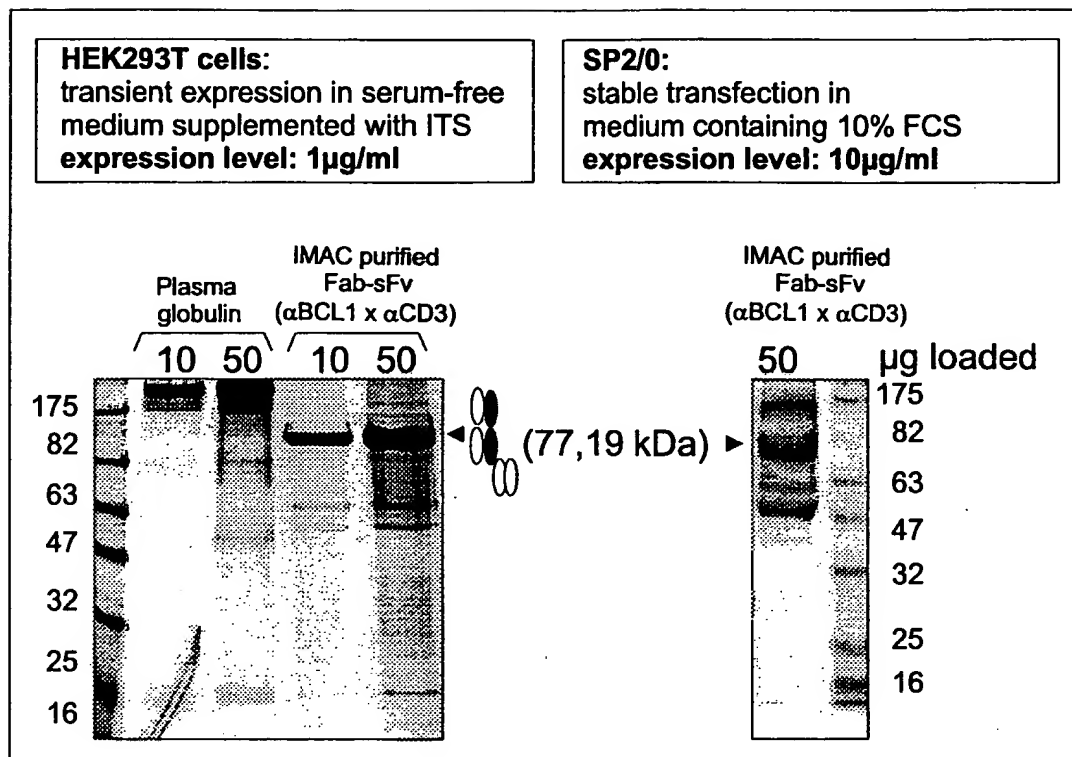 HEK293T cells:
transient expression in serum-free
medium supplemented with ITS
expression level: 1µg/ml
SP2/0:
stable transfection in
medium containing 10% FCS
expression level: 10µg/ml
Plasma
globulin
IMAC purified
Fab-sFv
(αBCL1 x αCD3)
10 50 10 50
175
82
63
47
32
25
16
(77,19 kDa)
IMAC purified
Fab-sFv
(αBCL1 x αCD3)
50 µg loaded
175
82
63
47
32
25
16